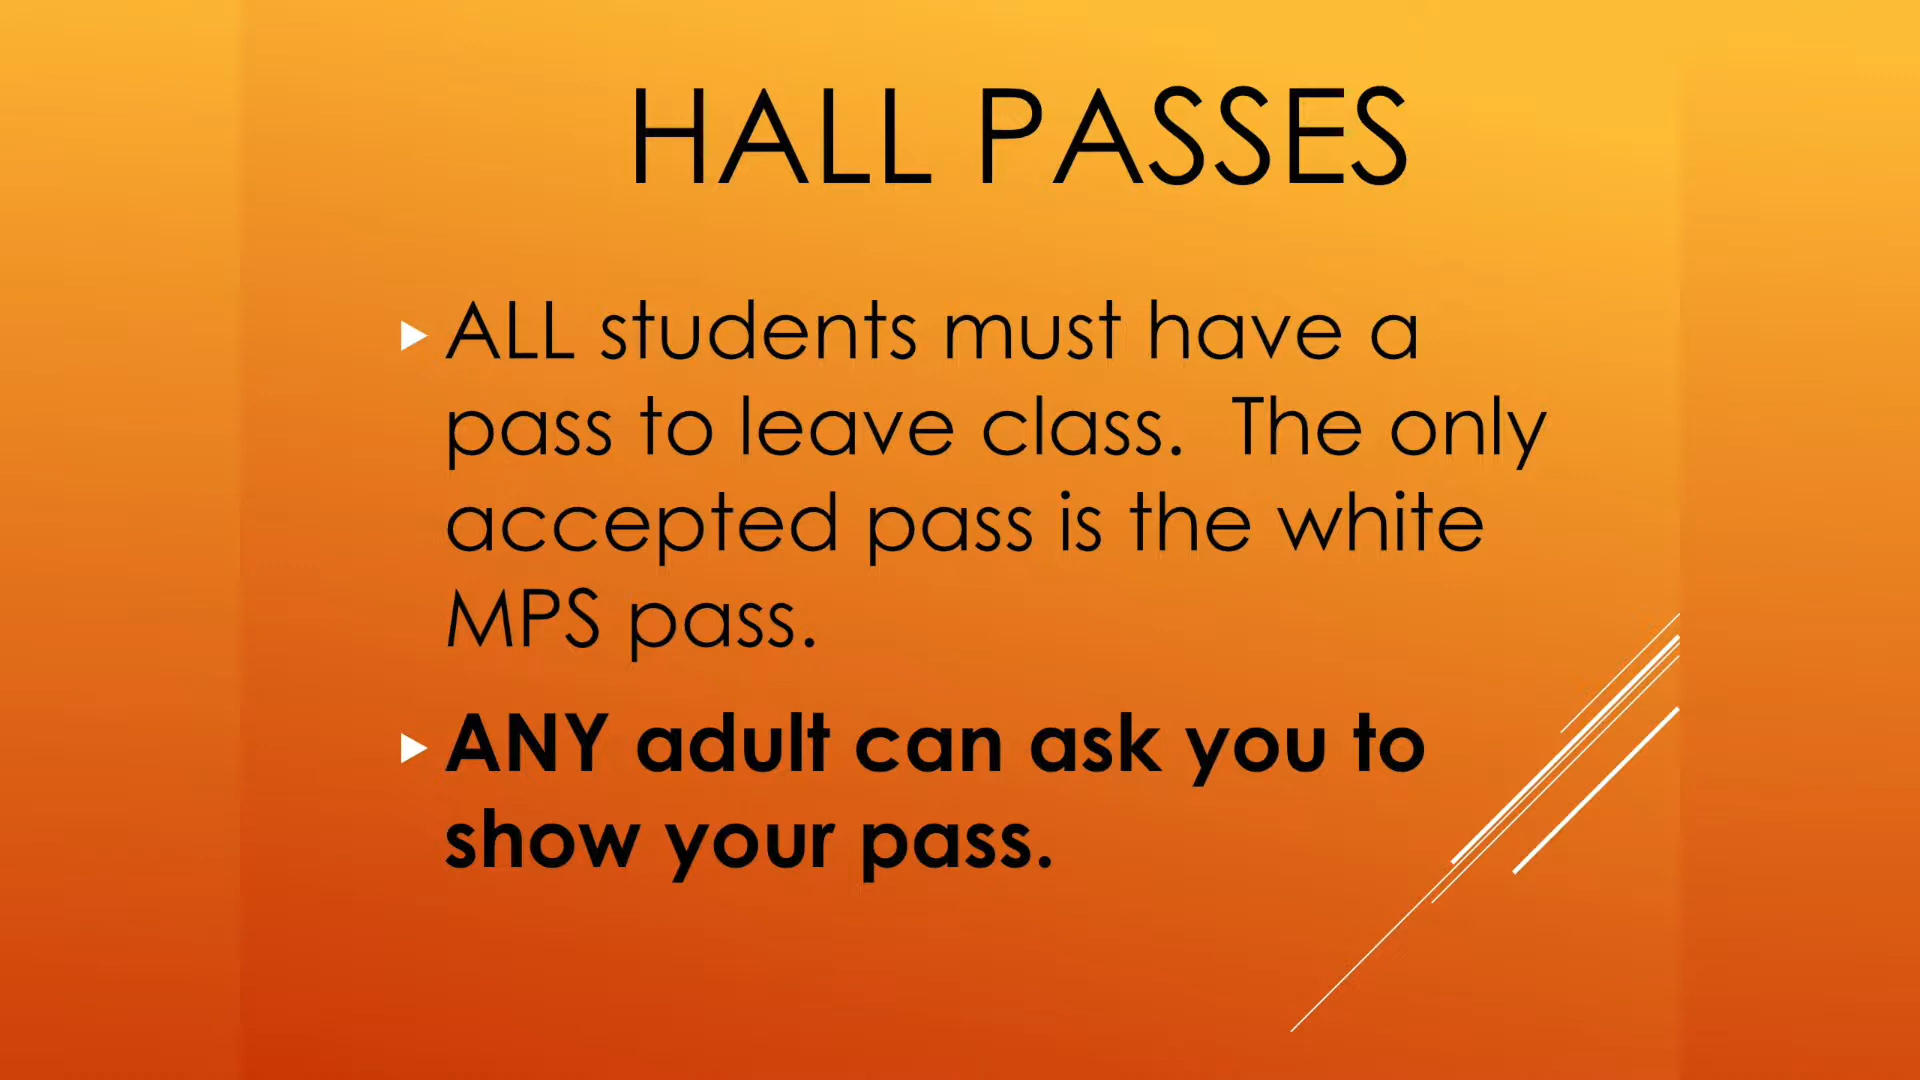 HALL PASSES
ALL students must have a
pass to leave class.  The only
accepted pass is the white
MPS pass.
ANY adult can ask you to
show your pass.